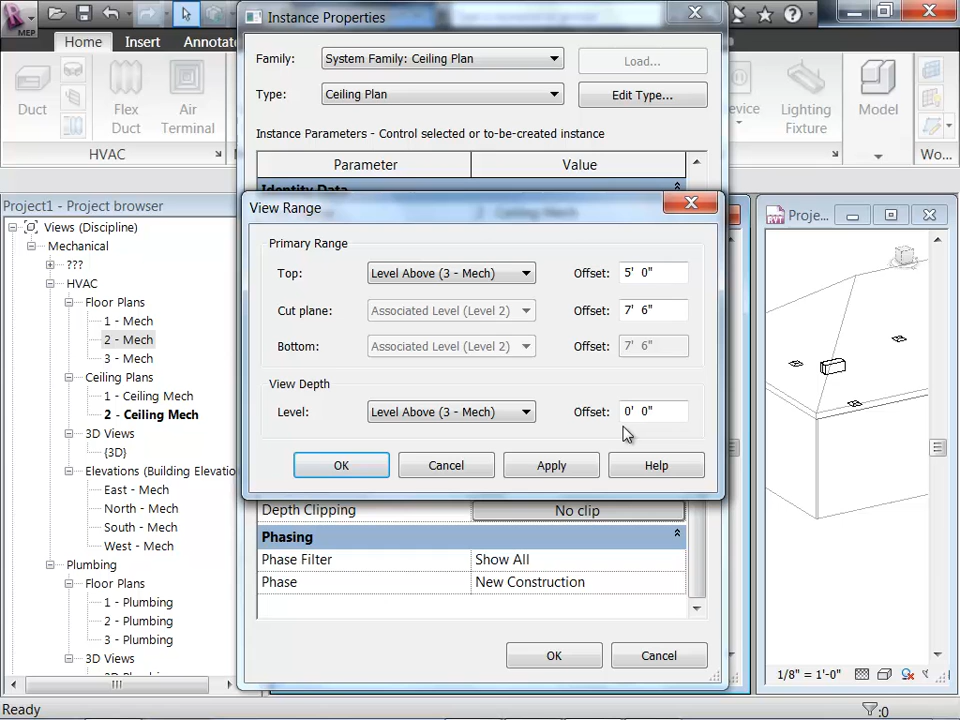 Instance Properties
MEP
Home Insert Annotate
Duct
Flex Duct
Air Terminal
HVAC
Lighting Fixture
Model
Wo...
Family: System Family: Ceiling Plan Load...
Type: Ceiling Plan Edit Type...
Instance Parameters - Control selected or to-be-created instance
Parameter Value
Identity Data
View Range
Primary Range
Top: Level Above (3 - Mech) Offset: 5' 0"
Cut plane: Associated Level (Level 2) Offset: 7' 6"
Bottom: Associated Level (Level 2) Offset: 7' 6"
View Depth
Level: Level Above (3 - Mech) Offset: 0' 0"
OK Cancel Apply Help
Depth Clipping No clip
Phasing
Phase Filter Show All
Phase New Construction
OK Cancel
Project1 - Project browser
Views (Discipline)
Mechanical
???
HVAC
Floor Plans
1 - Mech
2 - Mech
3 - Mech
Ceiling Plans
1 - Ceiling Mech
2 - Ceiling Mech
3D Views
{3D}
Elevations (Building Elevatio
East - Mech
North - Mech
South - Mech
West - Mech
Plumbing
Floor Plans
1 - Plumbing
2 - Plumbing
3 - Plumbing
3D Views
Proje...
1/8" = 1'-0"
:0